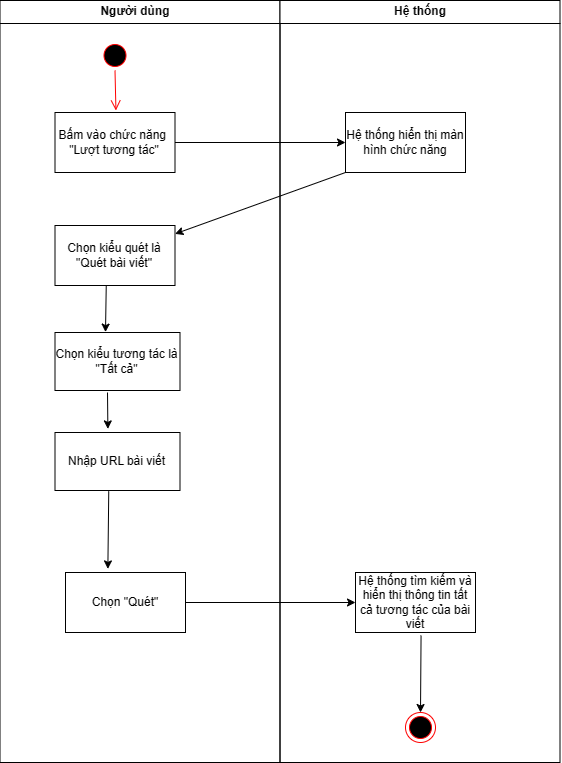 Người dùng
Hệ thống
Bấm vào chức năng
"Lượt tương tác"
Hệ thống hiển thị màn
hình chức năng
Chọn kiểu quét là
"Quét bài viết"
Chọn kiểu tương tác là
"Tất cả"
Nhập URL bài viết
Chọn "Quét"
Hệ thống tìm kiếm và
hiển thị thông tin tất
cả tương tác của bài
viết